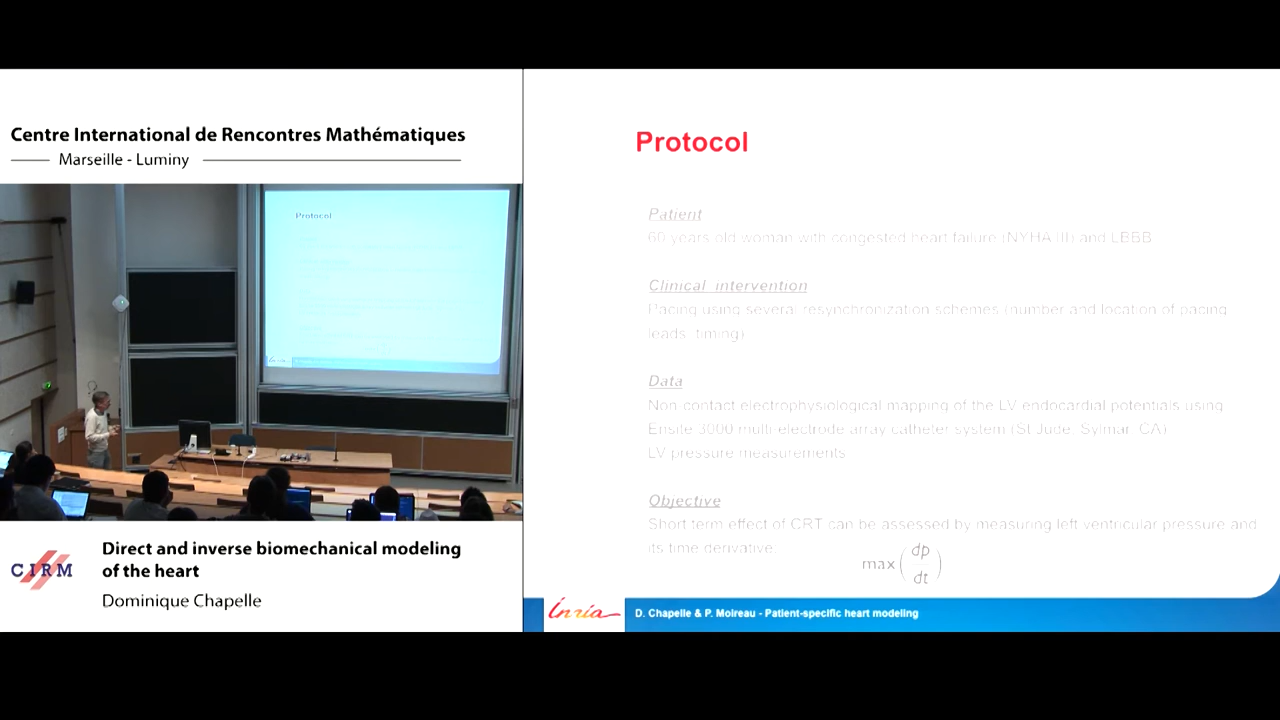 Centre International de Rencontres Mathématiques
Marseille - Luminy
Protocol
Direct and inverse biomechanical modeling
of the heart
Dominique Chapelle
CIRM
Protocol
Patient
60 years old woman with congested heart failure (NYHA III) and LBBB
Clinical intervention
Pacing using several resynchronization schemes (number and location of pacing
leads, timing)
Data
Non contact electrophysiological mapping of the LV endocardial potentials using
Ensite 3000 multi-electrode array catheter system (St Jude, Sylmar, CA)
LV pressure measurements
Objective
Short term effect of CRT can be assessed by measuring left ventricular pressure and
its time derivative:
max(dp/dt)
Inria
D. Chapelle & P. Moireau - Patient-specific heart modeling